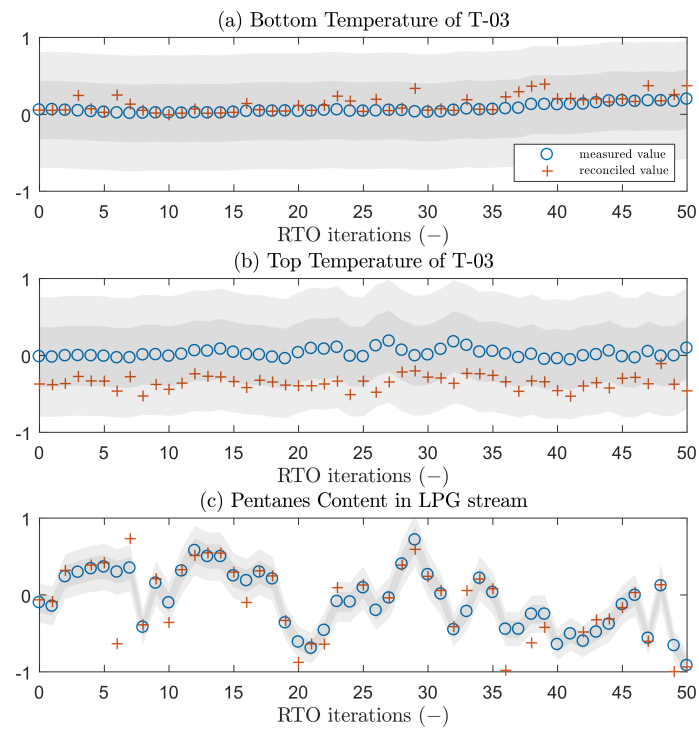 (a) Bottom Temperature of T-03
1
0
-1
measured value
reconciled value
0 5 10 15 20 25 30 35 40 45 50
RTO iterations (−)
(b) Top Temperature of T-03
1
0
-1
0 5 10 15 20 25 30 35 40 45 50
RTO iterations (−)
(c) Pentanes Content in LPG stream
1
0
-1
0 5 10 15 20 25 30 35 40 45 50
RTO iterations (−)